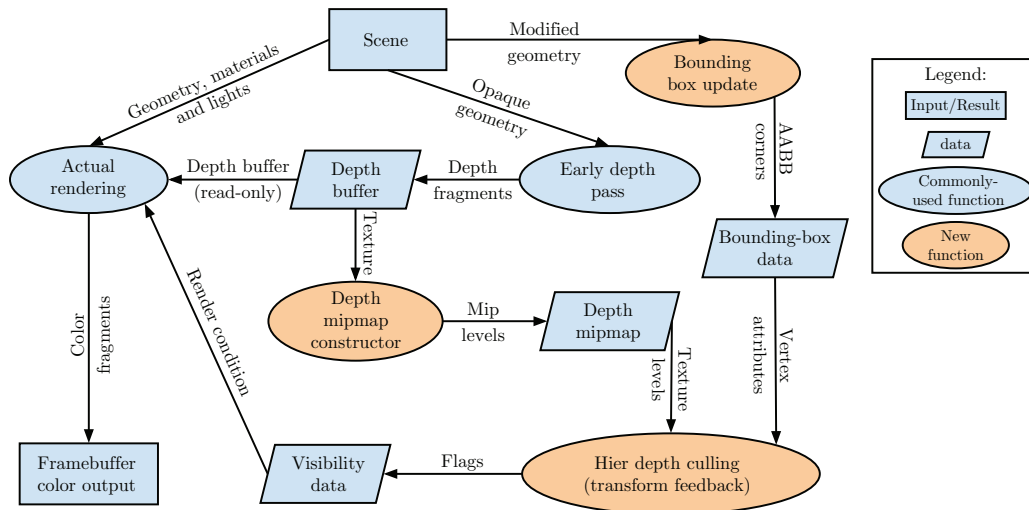 Scene
Modified
geometry
Bounding
box update
Geometry, materials
and lights
Opaque
geometry
AABB
corners
Legend:
Input/Result
data
Commonly-
used function
New
function
Actual
rendering
Depth buffer
(read-only)
Depth
buffer
Depth
fragments
Early depth
pass
Bounding-box
data
Texture
Depth
mipmap
constructor
Mip
levels
Depth
mipmap
Texture
levels
Vertex
attributes
Color
fragments
Render condition
Framebuffer
color output
Visibility
data
Flags
Hier depth culling
(transform feedback)